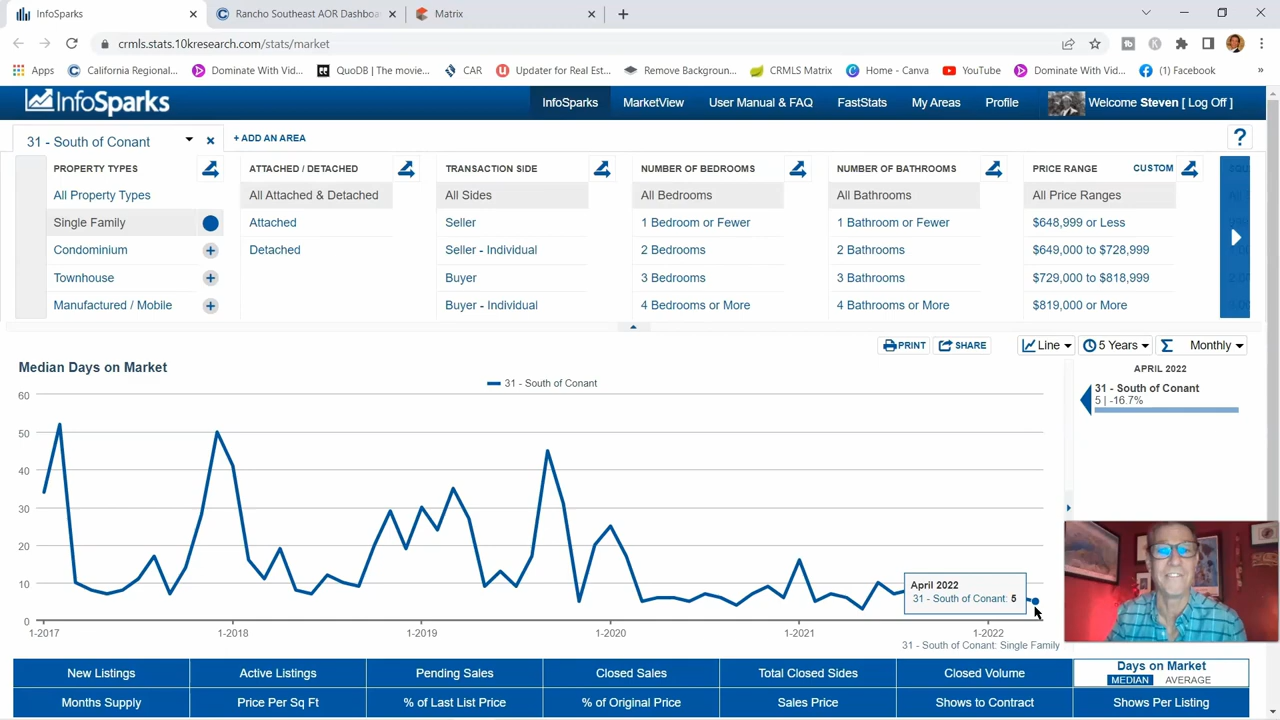 InfoSparks
Rancho Southeast AOR Dashboa
Matrix
crmls.stats.10kresearch.com/stats/market
Apps
California Regional...
Dominate With Vid...
QuoDB | The movie...
CAR
Updater for Real Est...
Remove Backgroun...
CRMLS Matrix
Home - Canva
YouTube
Dominate With Vid...
(1) Facebook
»
InfoSparks
InfoSparks
MarketView
User Manual & FAQ
FastStats
My Areas
Profile
Welcome Steven [ Log Off ]
31 - South of Conant
+ ADD AN AREA
?
PROPERTY TYPES
All Property Types
Single Family
Condominium
Townhouse
Manufactured / Mobile
ATTACHED / DETACHED
All Attached & Detached
Attached
Detached
TRANSACTION SIDE
All Sides
Seller
Seller - Individual
Buyer
Buyer - Individual
NUMBER OF BEDROOMS
All Bedrooms
1 Bedroom or Fewer
2 Bedrooms
3 Bedrooms
4 Bedrooms or More
NUMBER OF BATHROOMS
All Bathrooms
1 Bathroom or Fewer
2 Bathrooms
3 Bathrooms
4 Bathrooms or More
PRICE RANGE
CUSTOM
All Price Ranges
$648,999 or Less
$649,000 to $728,999
$729,000 to $818,999
$819,000 or More
PRINT
SHARE
Line
5 Years
Σ Monthly
Median Days on Market
31 - South of Conant
60
50
40
30
20
10
0
1-2017
1-2018
1-2019
1-2020
1-2021
1-2022
April 2022
31 - South of Conant: 5
31 - South of Conant: Single Family
APRIL 2022
31 - South of Conant
5 | -16.7%
New Listings
Active Listings
Pending Sales
Closed Sales
Total Closed Sides
Closed Volume
Days on Market
MEDIAN
AVERAGE
Months Supply
Price Per Sq Ft
% of Last List Price
% of Original Price
Sales Price
Shows to Contract
Shows Per Listing